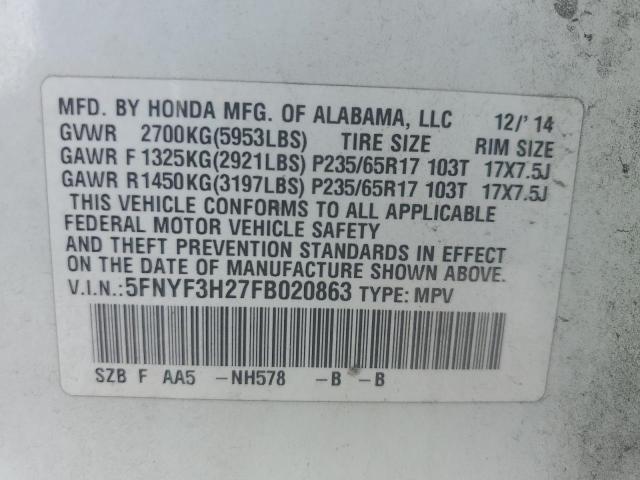 MFD. BY HONDA MFG. OF ALABAMA, LLC 12/'14
GVWR 2700KG(5953LBS) TIRE SIZE RIM SIZE
GAWR F 1325KG(2921LBS) P235/65R17 103T 17X7.5J
GAWR R1450KG(3197LBS) P235/65R17 103T 17X7.5J
THIS VEHICLE CONFORMS TO ALL APPLICABLE
FEDERAL MOTOR VEHICLE SAFETY
AND THEFT PREVENTION STANDARDS IN EFFECT
ON THE DATE OF MANUFACTURE SHOWN ABOVE.
V.I.N.:5FNYF3H27FB020863 TYPE: MPV
SZB F AA5 -NH578 -B -B